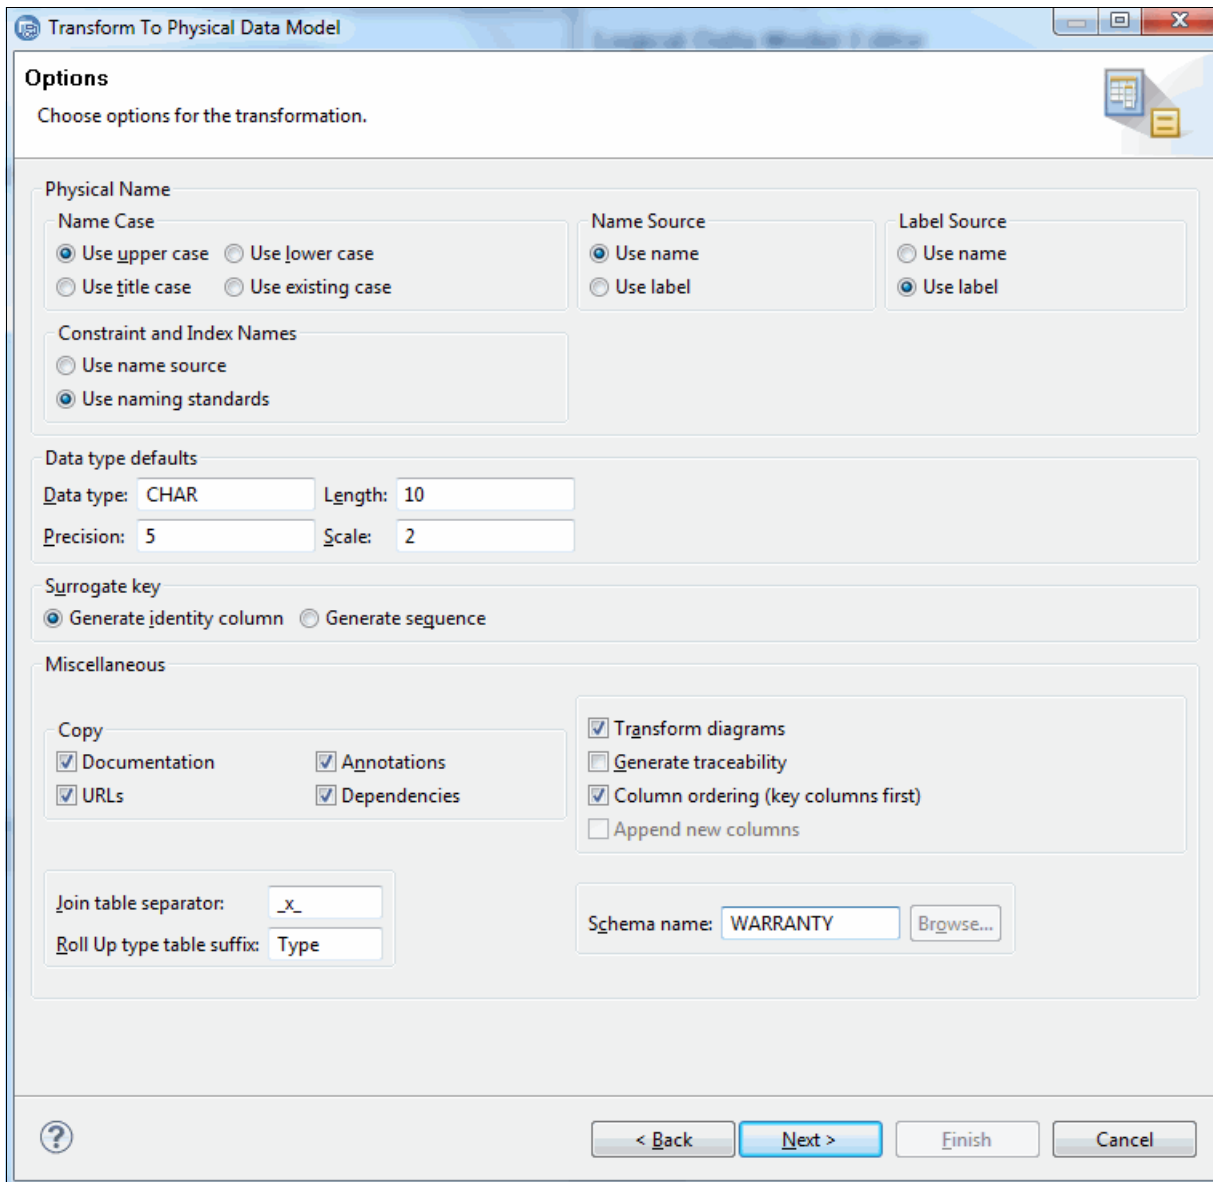 Transform To Physical Data Model
Logical Data Model Editor
Options
Choose options for the transformation.
Physical Name
Name Case
Use upper case Use lower case
Use title case Use existing case
Name Source
Use name
Use label
Label Source
Use name
Use label
Constraint and Index Names
Use name source
Use naming standards
Data type defaults
Data type: CHAR Length: 10
Precision: 5 Scale: 2
Surrogate key
Generate identity column Generate sequence
Miscellaneous
Copy
Documentation Annotations
URLs Dependencies
Transform diagrams
Generate traceability
Column ordering (key columns first)
Append new columns
Join table separator: _x_
Roll Up type table suffix: Type
Schema name: WARRANTY Browse...
< Back Next > Finish Cancel